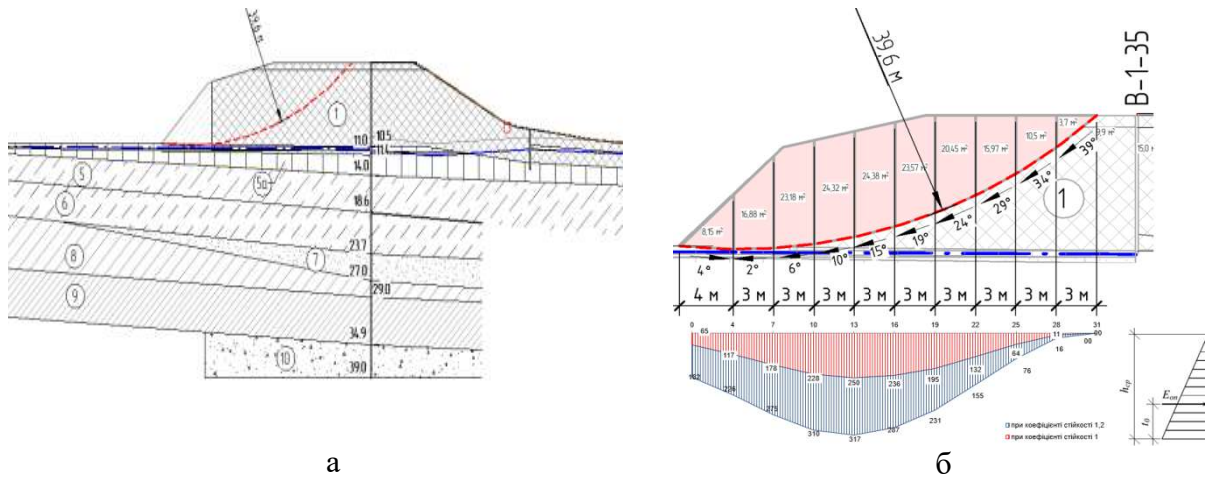 39,6 м
1
11.0
10.5
11.4
14.0
5
5а
18.6
6
23.7
7
27.0
8
29.0
9
34.9
10
39.0
а
39,6 м
В-1-35
3,7 м²
10,5 м²
15,97 м²
20,45 м²
23,57 м²
24,38 м²
24,32 м²
23,18 м²
16,88 м²
8,15 м²
39°
34°
29°
24°
19°
15°
10°
6°
2°
4°
1
4 м 3 м 3 м 3 м 3 м 3 м 3 м 3 м 3 м 3 м
0 4 7 10 13 16 19 22 25 28 31
65 117 178 228 250 236 195 132 64 11 00
226 275 310 317 287 231 155 76 16 00
при коефіцієнті стійкості 1,2
при коефіцієнті стійкості 1
hср
Eоп
t₀
б